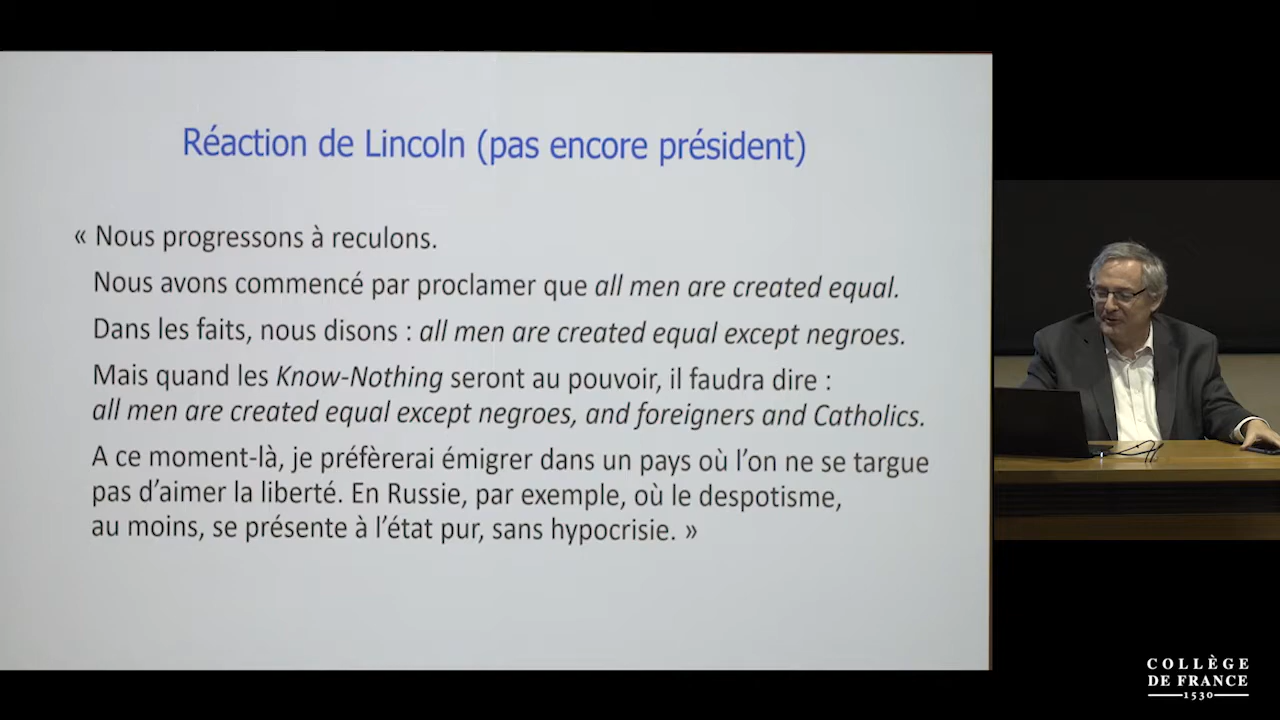 Réaction de Lincoln (pas encore président)
« Nous progressons à reculons.
Nous avons commencé par proclamer que all men are created equal.
Dans les faits, nous disons : all men are created equal except negroes.
Mais quand les Know-Nothing seront au pouvoir, il faudra dire :
all men are created equal except negroes, and foreigners and Catholics.
A ce moment-là, je préfèrerai émigrer dans un pays où l'on ne se targue
pas d'aimer la liberté. En Russie, par exemple, où le despotisme,
au moins, se présente à l'état pur, sans hypocrisie. »
COLLÈGE
DE FRANCE
1530